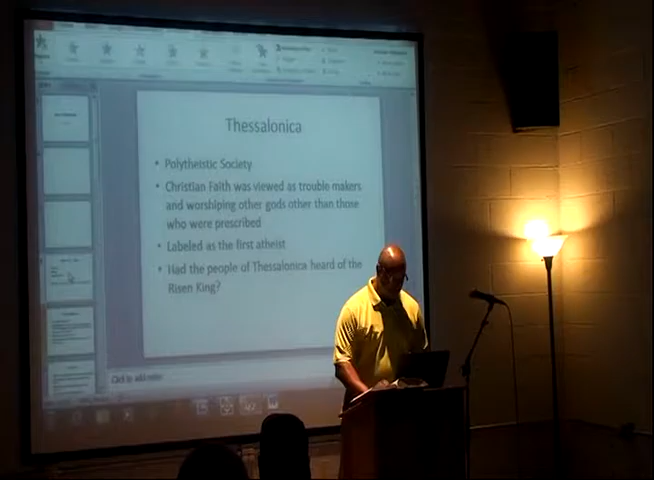 Thessalonica
• Polytheistic Society
• Christian Faith was viewed as trouble makers
and worshiping other gods other than those
who were prescribed
• Labeled as the first atheist
• Had the people of Thessalonica heard of the
Risen King?
Click to add notes